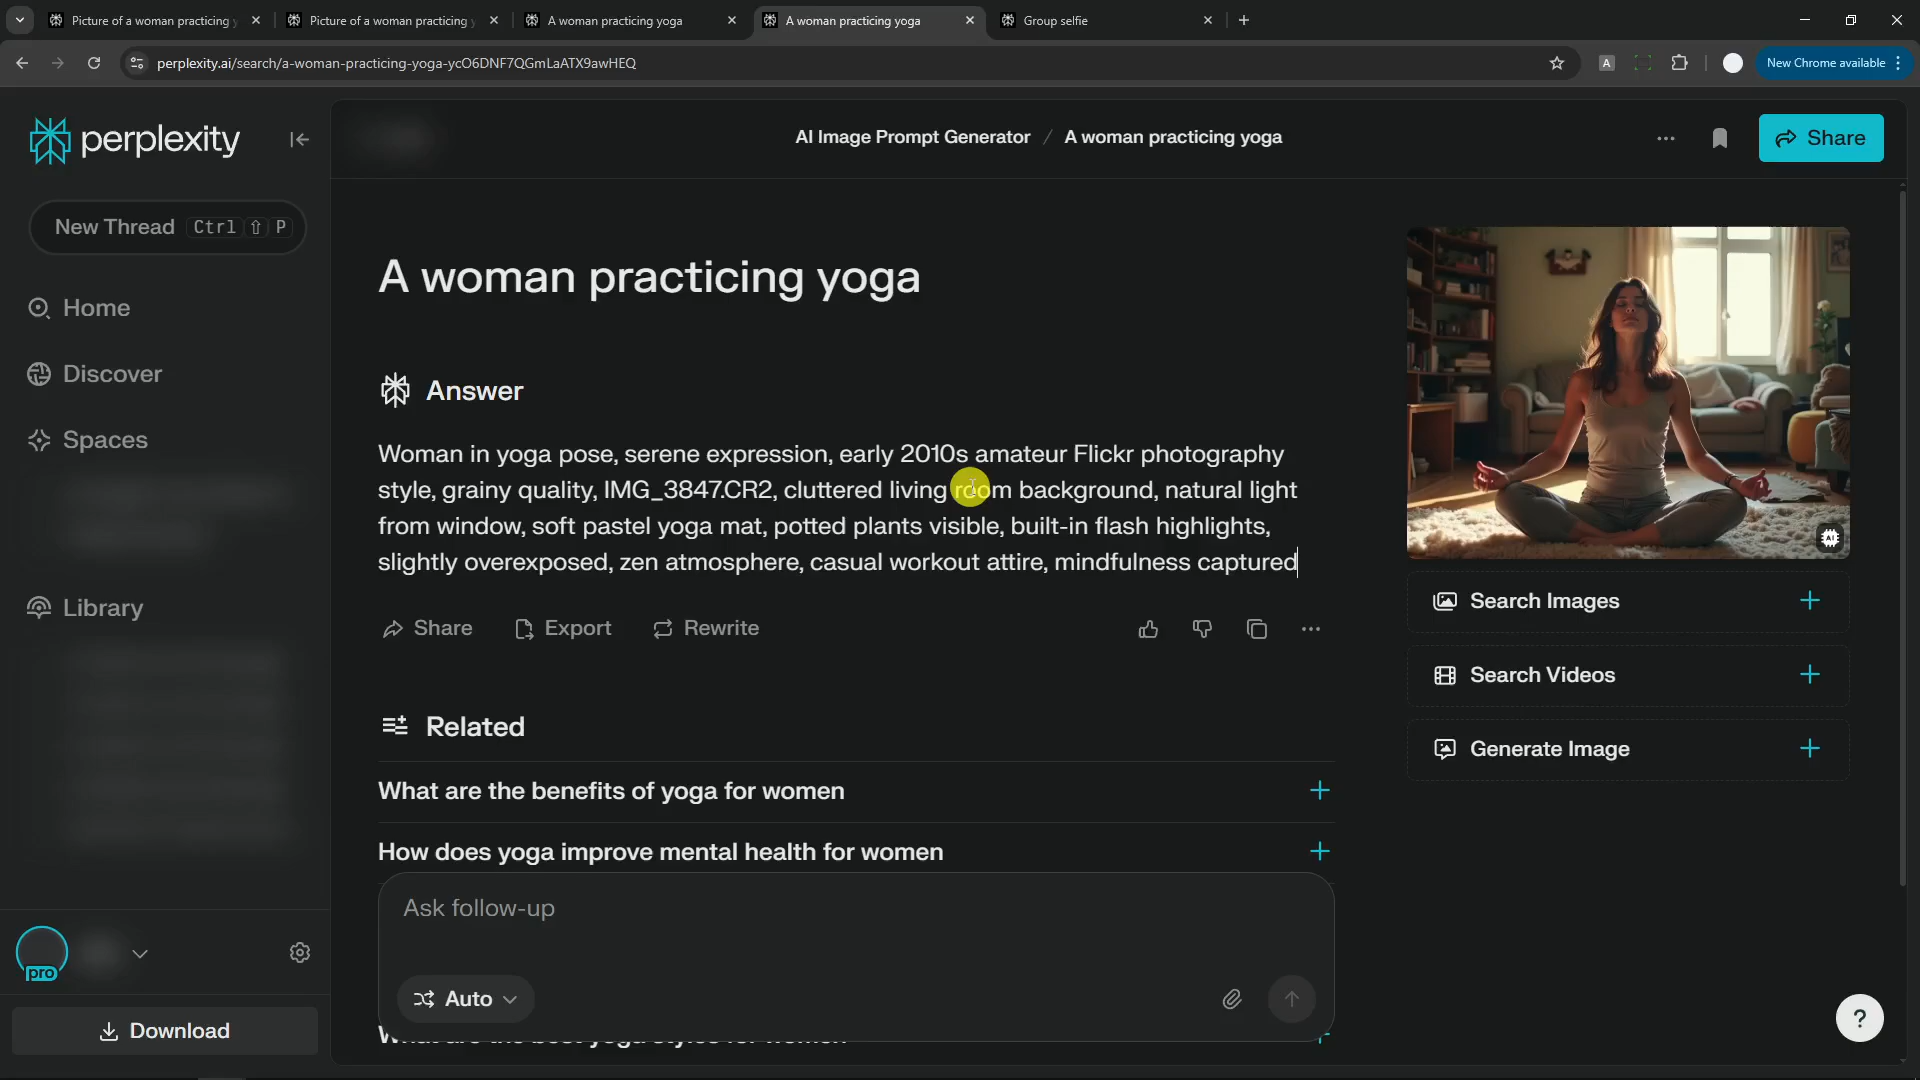 Picture of a woman practicing
Picture of a woman practicing
A woman practicing yoga
A woman practicing yoga
Group selfie
perplexity.ai/search/a-woman-practicing-yoga-ycO6DNF7QGmLaATX9awHEQ
A
New Chrome available
perplexity
AI Image Prompt Generator / A woman practicing yoga
Share
New Thread Ctrl ⇧ P
Home
Discover
Spaces
Library
pro
Download
A woman practicing yoga
Answer
Woman in yoga pose, serene expression, early 2010s amateur Flickr photography
style, grainy quality, IMG_3847.CR2, cluttered living room background, natural light
from window, soft pastel yoga mat, potted plants visible, built-in flash highlights,
slightly overexposed, zen atmosphere, casual workout attire, mindfulness captured
Share Export Rewrite
Related
What are the benefits of yoga for women
How does yoga improve mental health for women
Ask follow-up
Auto
AI
Search Images
Search Videos
Generate Image
?